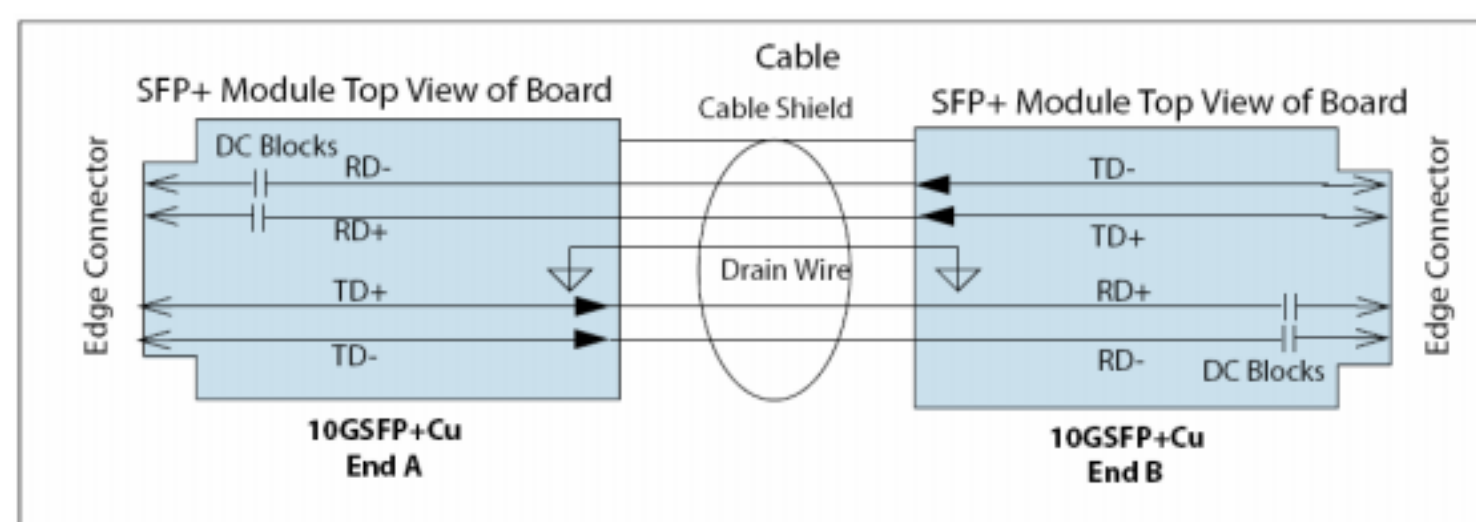 Cable
SFP+ Module Top View of Board
Cable Shield
SFP+ Module Top View of Board
Edge Connector
DC Blocks
RD-
RD+
TD+
TD-
Drain Wire
TD-
TD+
RD+
RD-
DC Blocks
Edge Connector
10GSFP+Cu
End A
10GSFP+Cu
End B